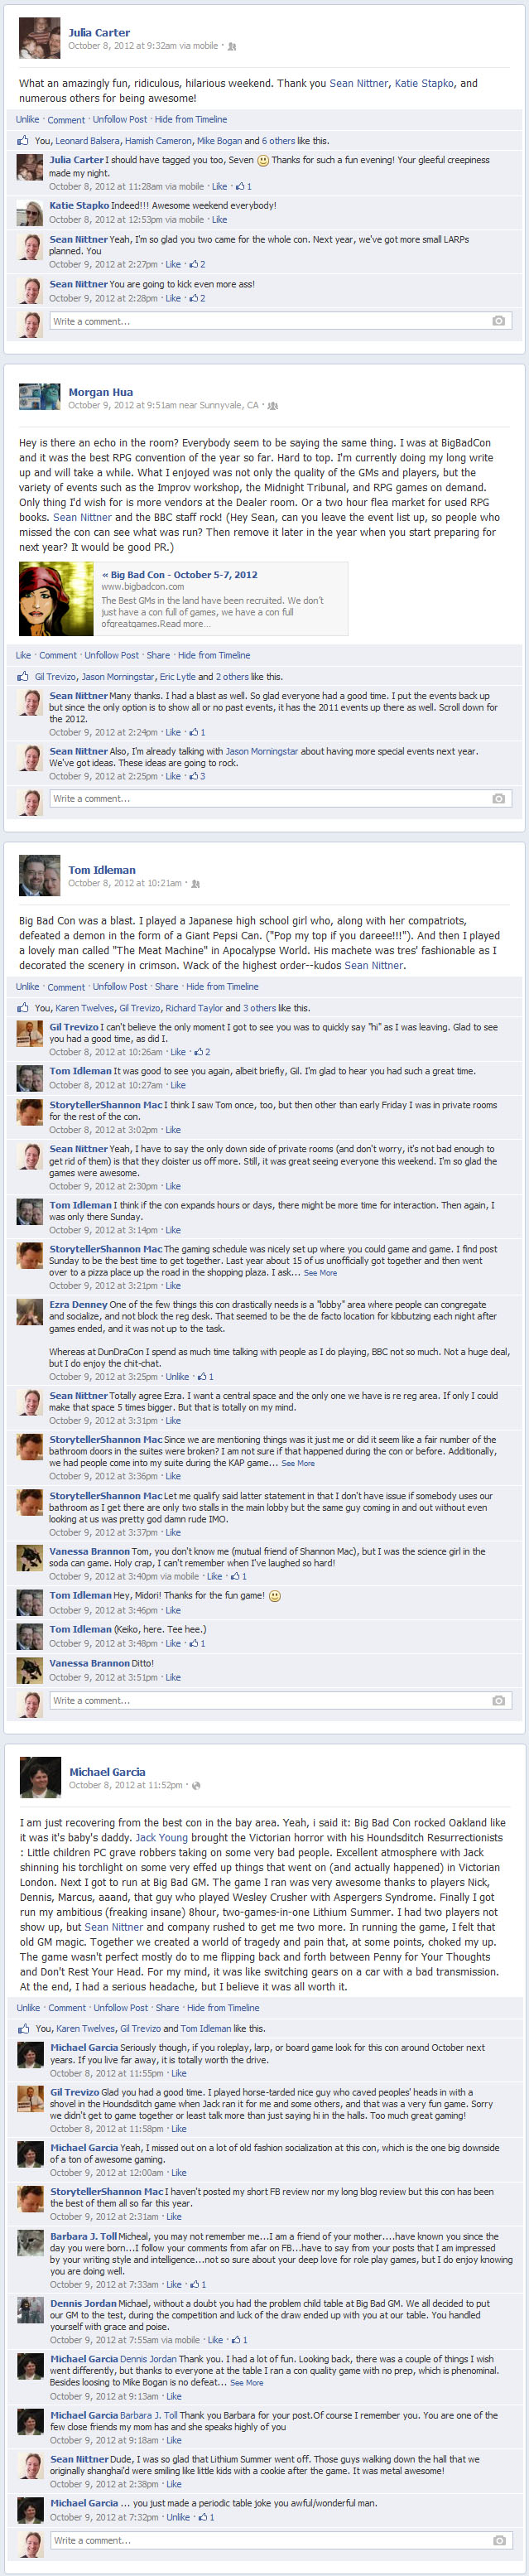 Julia Carter
October 8, 2012 at 9:32am via mobile ·
What an amazingly fun, ridiculous, hilarious weekend. Thank you Sean Nittner, Katie Stapko, and
numerous others for being awesome!
Unlike · Comment · Unfollow Post · Hide from Timeline
You, Leonard Balsera, Hamish Cameron, Mike Bogan and 6 others like this.
Julia Carter I should have tagged you too, Seven 🙂 Thanks for such a fun evening! Your gleeful creepiness
made my night.
October 8, 2012 at 11:28am via mobile · Like · 1
Katie Stapko Indeed!!! Awesome weekend everybody!
October 8, 2012 at 12:53pm via mobile · Like
Sean Nittner Yeah, I'm so glad you two came for the whole con. Next year, we've got more small LARPs
planned. You
October 9, 2012 at 2:27pm · Like · 2
Sean Nittner You are going to kick even more ass!
October 9, 2012 at 2:28pm · Like · 2
Write a comment...
Morgan Hua
October 9, 2012 at 9:51am near Sunnyvale, CA ·
Hey is there an echo in the room? Everybody seem to be saying the same thing. I was at BigBadCon
and it was the best RPG convention of the year so far. Hard to top. I'm currently doing my long write
up and will take a while. What I enjoyed was not only the quality of the GMs and players, but the
variety of events such as the Improv workshop, the Midnight Tribunal, and RPG games on demand.
Only thing I'd wish for is more vendors at the Dealer room. Or a two hour flea market for used RPG
books. Sean Nittner and the BBC staff rock! (Hey Sean, can you leave the event list up, so people who
missed the con can see what was run? Then remove it later in the year when you start preparing for
next year? It would be good PR.)
« Big Bad Con - October 5-7, 2012
www.bigbadcon.com
The Best GMs in the land have been recruited. We don't
just have a con full of games, we have a con full
ofgreatgames.Read more...
Like · Comment · Unfollow Post · Share · Hide from Timeline
Gil Trevizo, Jason Morningstar, Eric Lytle and 2 others like this.
Sean Nittner Many thanks. I had a blast as well. So glad everyone had a good time. I put the events back up
but since the only option is to show all or no past events, it has the 2011 events up there as well. Scroll down for
the 2012.
October 9, 2012 at 2:24pm · Like · 1
Sean Nittner Also, I'm already talking with Jason Morningstar about having more special events next year.
We've got ideas. These ideas are going to rock.
October 9, 2012 at 2:25pm · Like · 3
Write a comment...
Tom Idleman
October 8, 2012 at 10:21am ·
Big Bad Con was a blast. I played a Japanese high school girl who, along with her compatriots,
defeated a demon in the form of a Giant Pepsi Can. ("Pop my top if you dareee!!!"). And then I played
a lovely man called "The Meat Machine" in Apocalypse World. His machete was tres' fashionable as I
decorated the scenery in crimson. Wack of the highest order--kudos Sean Nittner.
Unlike · Comment · Unfollow Post · Share · Hide from Timeline
You, Karen Twelves, Gil Trevizo, Richard Taylor and 3 others like this.
Gil Trevizo I can't believe the only moment I got to see you was to quickly say "hi" as I was leaving. Glad to see
you had a good time, as did I.
October 8, 2012 at 10:26am · Like · 2
Tom Idleman It was good to see you again, albeit briefly, Gil. I'm glad to hear you had such a great time.
October 8, 2012 at 10:27am · Like
StorytellerShannon Mac I think I saw Tom once, too, but then other than early Friday I was in private rooms
for the rest of the con.
October 8, 2012 at 3:02pm · Like
Sean Nittner Yeah, I have to say the only down side of private rooms (and don't worry, it's not bad enough to
get rid of them) is that they cloister us off more. Still, it was great seeing everyone this weekend. I'm so glad the
games were awesome.
October 9, 2012 at 2:30pm · Like
Tom Idleman I think if the con expands hours or days, there might be more time for interaction. Then again, I
was only there Sunday.
October 9, 2012 at 3:14pm · Like
StorytellerShannon Mac The gaming schedule was nicely set up where you could game and game. I find post
Sunday to be the best time to get together. Last year about 15 of us unofficially got together and then went
over to a pizza place up the road in the shopping plaza. I ask... See More
October 9, 2012 at 3:21pm · Like
Ezra Denney One of the few things this con drastically needs is a "lobby" area where people can congregate
and socialize, and not block the reg desk. That seemed to be the de facto location for kibbutzing each night after
games ended, and it was not up to the task.
Whereas at DunDraCon I spend as much time talking with people as I do playing, BBC not so much. Not a huge deal,
but I do enjoy the chit-chat.
October 9, 2012 at 3:25pm · Unlike · 1
Sean Nittner Totally agree Ezra. I want a central space and the only one we have is re reg area. If only I could
make that space 5 times bigger. But that is totally on my mind.
October 9, 2012 at 3:31pm · Like
StorytellerShannon Mac Since we are mentioning things was it just me or did it seem like a fair number of the
bathroom doors in the suites were broken? I am not sure if that happened during the con or before. Additionally,
we had people come into my suite during the KAP game... See More
October 9, 2012 at 3:36pm · Like
StorytellerShannon Mac Let me qualify said latter statement in that I don't have issue if somebody uses our
bathroom as I get there are only two stalls in the main lobby but the same guy coming in and out without even
looking at us was pretty god damn rude IMO.
October 9, 2012 at 3:37pm · Like
Vanessa Brannon Tom, you don't know me (mutual friend of Shannon Mac), but I was the science girl in the
soda can game. Holy crap, I can't remember when I've laughed so hard!
October 9, 2012 at 3:40pm via mobile · Like · 1
Tom Idleman Hey, Midori! Thanks for the fun game! 🙂
October 9, 2012 at 3:46pm · Like
Tom Idleman (Keiko, here. Tee hee.)
October 9, 2012 at 3:48pm · Like · 1
Vanessa Brannon Ditto!
October 9, 2012 at 3:51pm · Like
Write a comment...
Michael Garcia
October 8, 2012 at 11:52pm ·
I am just recovering from the best con in the bay area. Yeah, i said it: Big Bad Con rocked Oakland like
it was it's baby's daddy. Jack Young brought the Victorian horror with his Houndsditch Resurrectionists
: Little children PC grave robbers taking on some very bad people. Excellent atmosphere with Jack
shinning his torchlight on some very effed up things that went on (and actually happened) in Victorian
London. Next I got to run at Big Bad GM. The game I ran was very awesome thanks to players Nick,
Dennis, Marcus, aaand, that guy who played Wesley Crusher with Aspergers Syndrome. Finally I got
run my ambitious (freaking insane) 8hour, two-games-in-one Lithium Summer. I had two players not
show up, but Sean Nittner and company rushed to get me two more. In running the game, I felt that
old GM magic. Together we created a world of tragedy and pain that, at some points, choked my up.
The game wasn't perfect mostly do to me flipping back and forth between Penny for Your Thoughts
and Don't Rest Your Head. For my mind, it was like switching gears on a car with a bad transmission.
At the end, I had a serious headache, but I believe it was all worth it.
Unlike · Comment · Unfollow Post · Share · Hide from Timeline
You, Karen Twelves, Gil Trevizo and Tom Idleman like this.
Michael Garcia Seriously though, if you roleplay, larp, or board game look for this con around October next
years. If you live far away, it is totally worth the drive.
October 8, 2012 at 11:55pm · Like
Gil Trevizo Glad you had a good time. I played horse-tarded nice guy who caved peoples' heads in with a
shovel in the Houndsditch game when Jack ran it for me and some others, and that was a very fun game. Sorry
we didn't get to game together or least talk more than just saying hi in the halls. Too much great gaming!
October 8, 2012 at 11:58pm · Like
Michael Garcia Yeah, I missed out on a lot of old fashion socialization at this con, which is the one big downside
of a ton of awesome gaming.
October 9, 2012 at 12:00am · Like
StorytellerShannon Mac I haven't posted my short FB review nor my long blog review but this con has been
the best of them all so far this year.
October 9, 2012 at 2:31am · Like
Barbara J. Toll Micheal, you may not remember me...I am a friend of your mother....have known you since the
day you were born...I follow your comments from afar on FB...have to say from your posts that I am impressed
by your writing style and intelligence...not so sure about your deep love for role play games, but I do enjoy knowing
you are doing well.
October 9, 2012 at 7:33am · Like · 1
Dennis Jordan Michael, without a doubt you had the problem child table at Big Bad GM. We all decided to put
our GM to the test, during the competition and luck of the draw ended up with you at our table. You handled
yourself with grace and poise.
October 9, 2012 at 7:55am via mobile · Like · 1
Michael Garcia Dennis Jordan Thank you. I had a lot of fun. Looking back, there was a couple of things I wish
went differently, but thanks to everyone at the table I ran a con quality game with no prep, which is phenominal.
Besides loosing to Mike Bogan is no defeat... See More
October 9, 2012 at 9:13am · Like
Michael Garcia Barbara J. Toll Thank you Barbara for your post.Of course I remember you. You are one of the
few close friends my mom has and she speaks highly of you
October 9, 2012 at 9:18am · Like
Sean Nittner Dude, I was so glad that Lithium Summer went off. Those guys walking down the hall that we
originally shanghai'd were smiling like little kids with a cookie after the game. It was metal awesome!
October 9, 2012 at 2:38pm · Like
Michael Garcia ... you just made a periodic table joke you awful/wonderful man.
October 9, 2012 at 7:32pm · Unlike · 1
Write a comment...